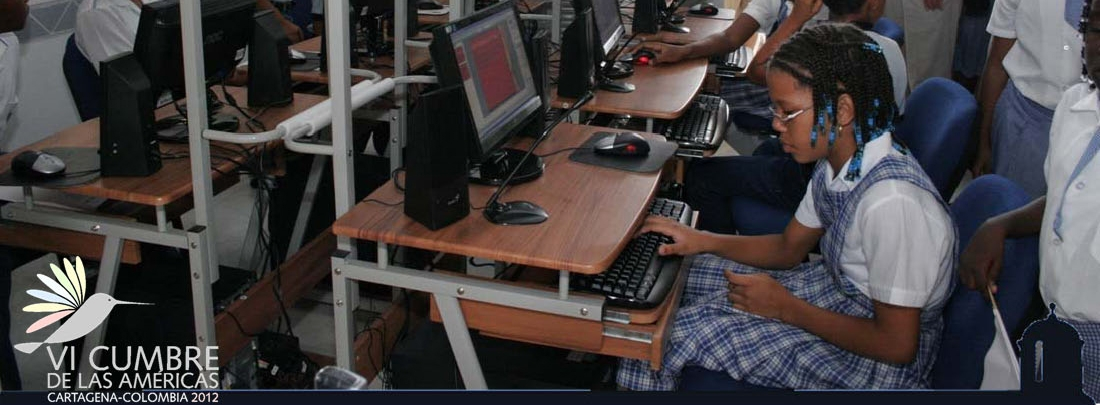 VI CUMBRE
DE LAS AMÉRICAS
CARTAGENA-COLOMBIA 2012